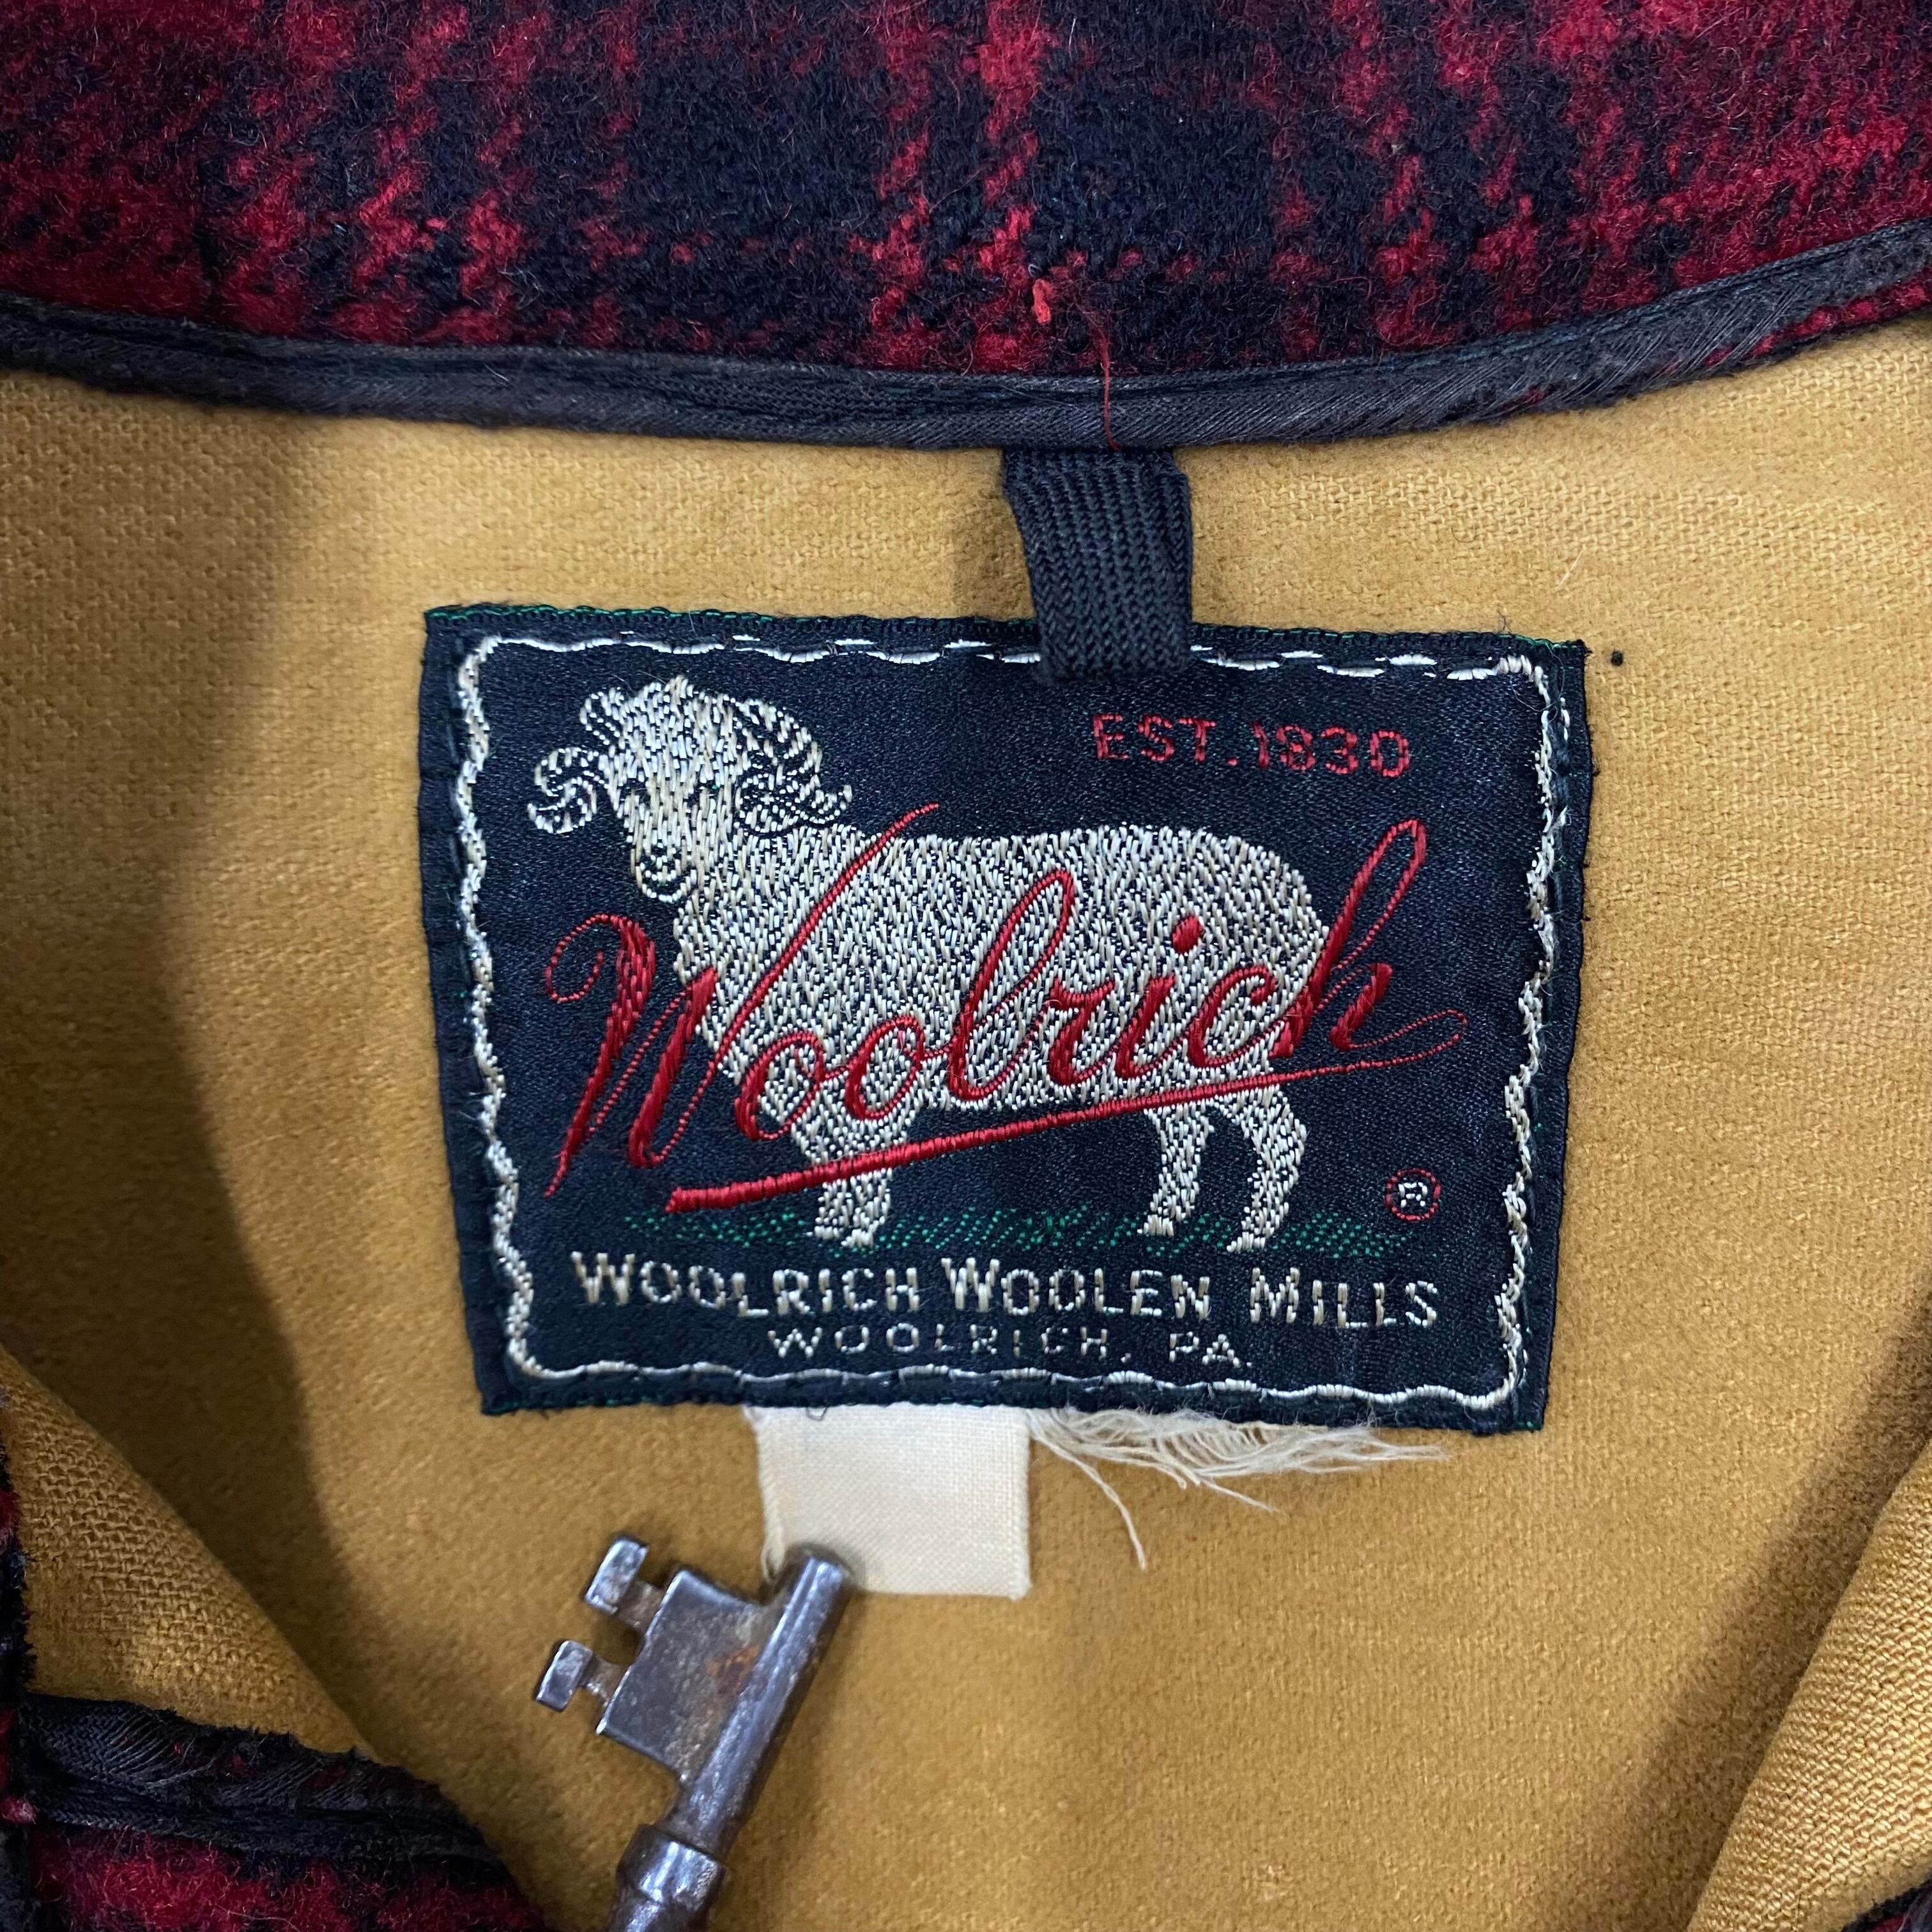 EST. 1830
Woolrich
®
WOOLRICH WOOLEN MILLS
WOOLRICH, PA.